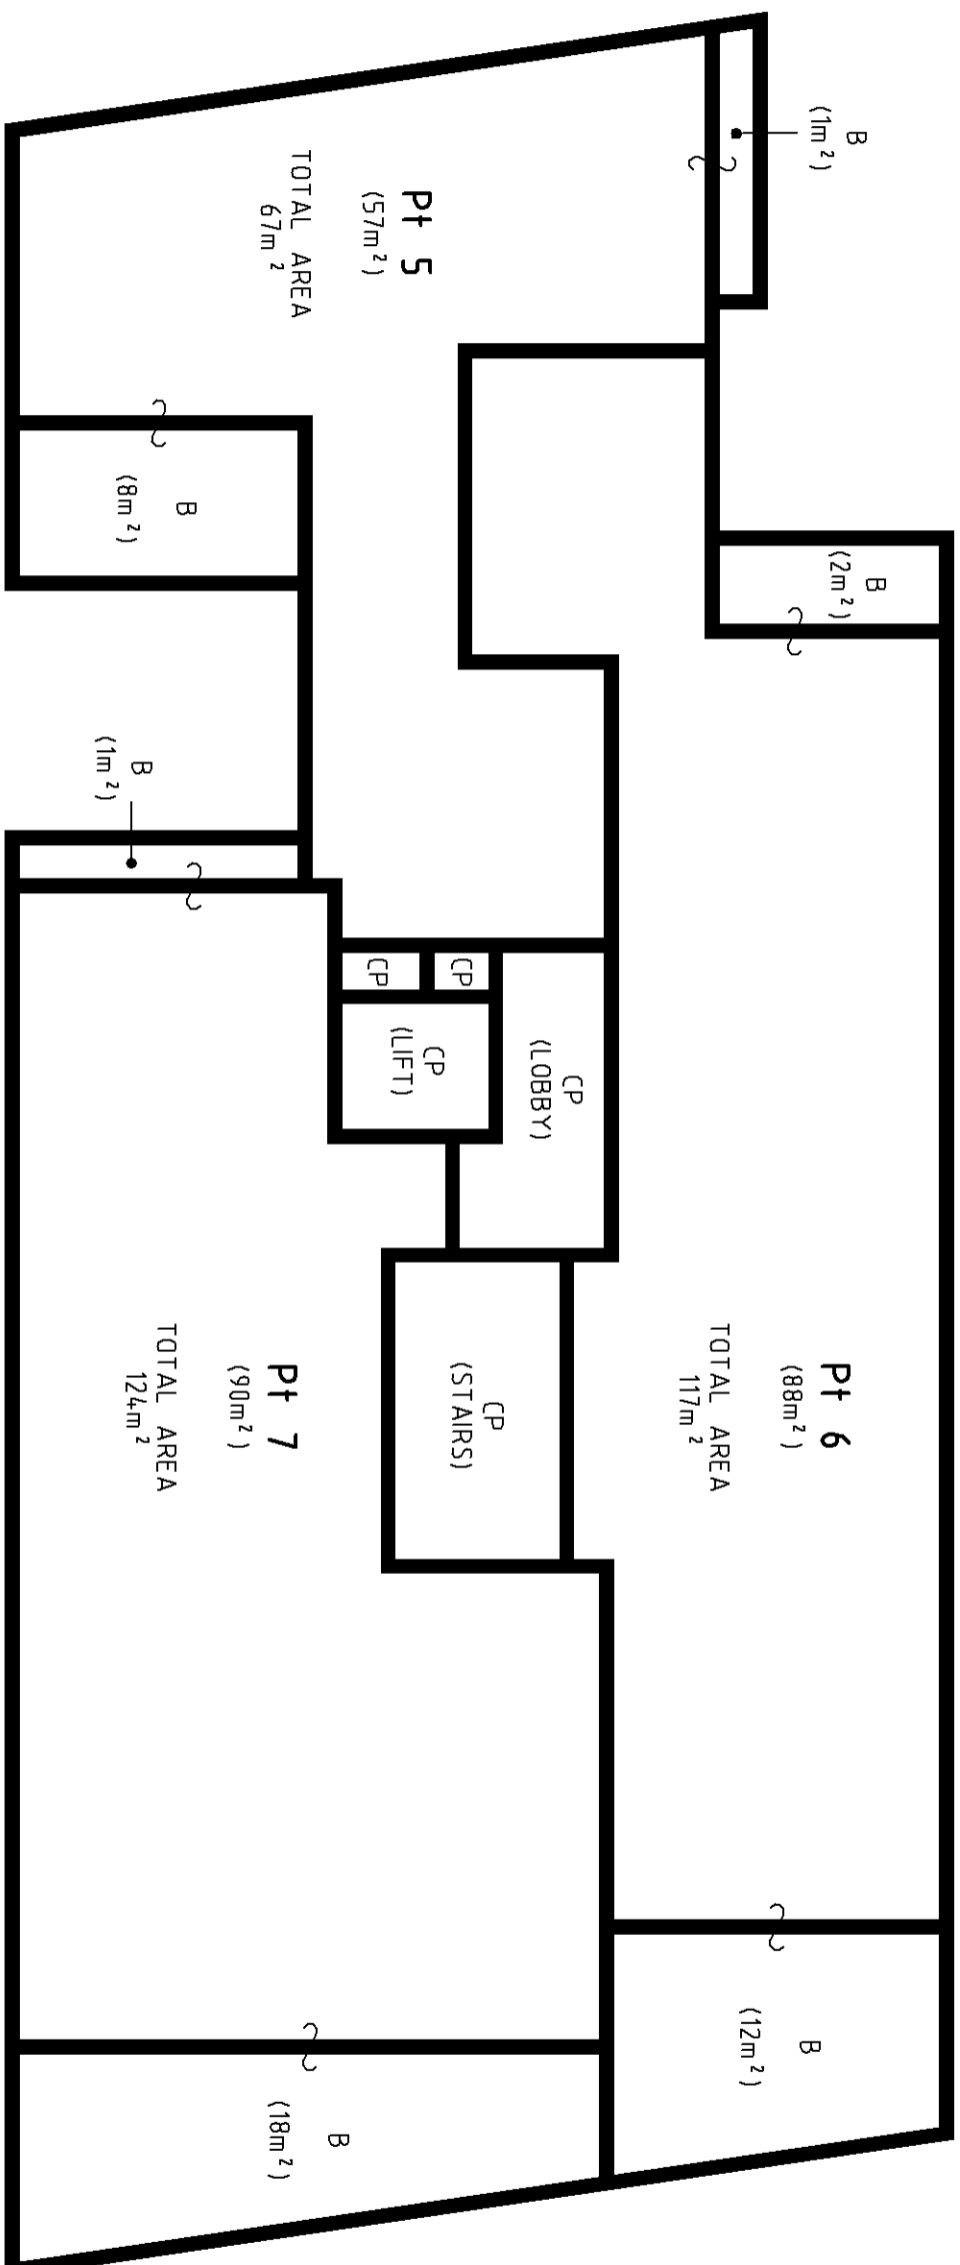 B
(1m²)
Pt 5
(57m²)
TOTAL AREA
67m²
B
(8m²)
B
(2m²)
B
(1m²)
CP
CP
CP
(LIFT)
CP
(LOBBY)
CP
(STAIRS)
Pt 6
(88m²)
TOTAL AREA
117m²
Pt 7
(90m²)
TOTAL AREA
124m²
B
(12m²)
B
(18m²)